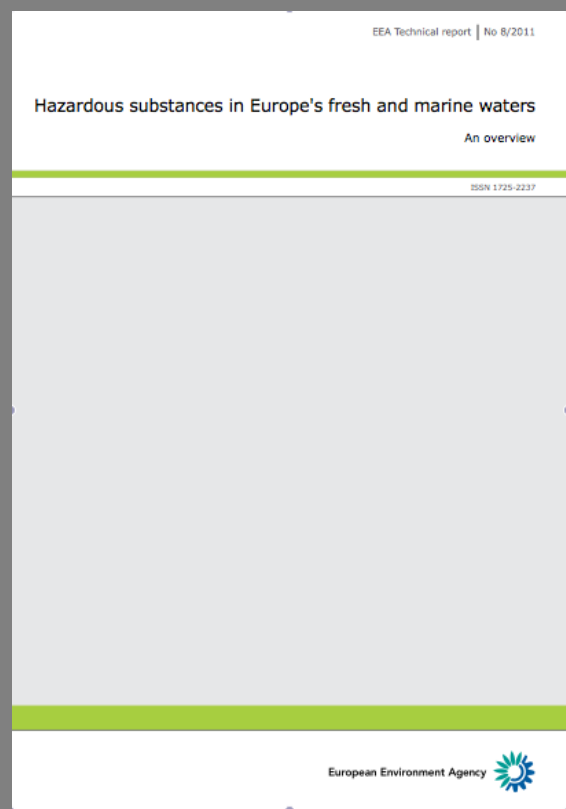 EEA Technical report | No 8/2011
Hazardous substances in Europe's fresh and marine waters
An overview
ISSN 1725-2237
European Environment Agency